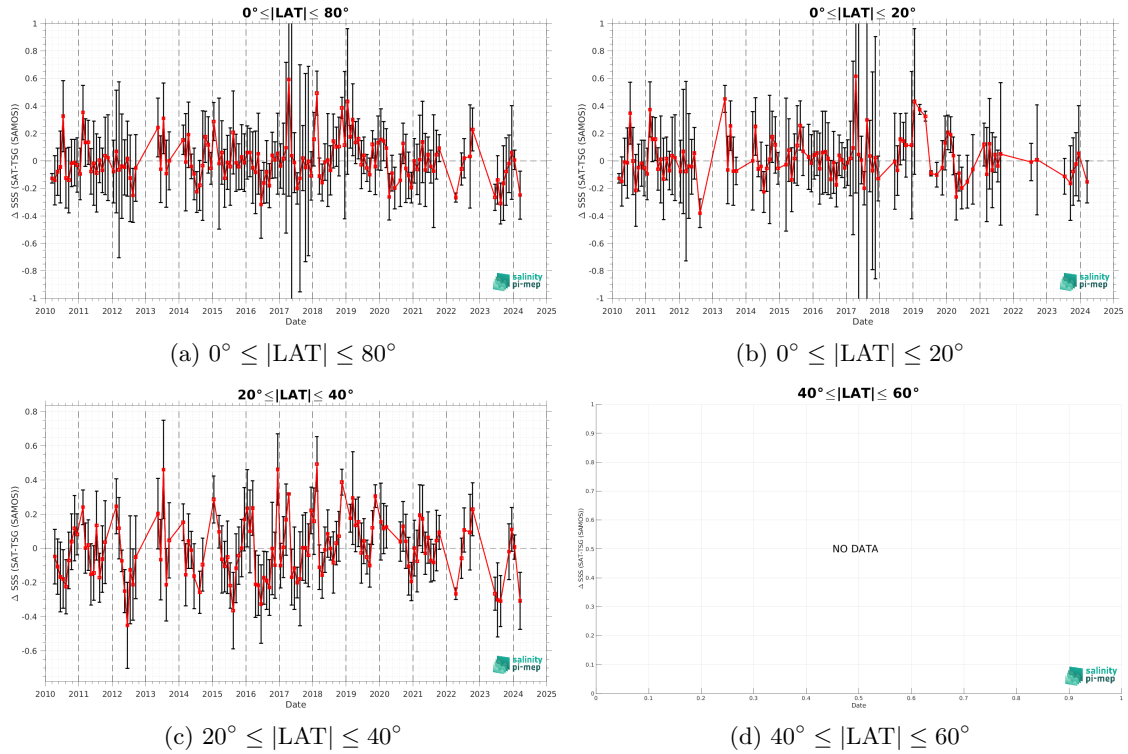 0°≤|LAT|≤ 80°
Δ SSS (SAT-TSG (SAMOS))
1
0.8
0.6
0.4
0.2
0
-0.2
-0.4
-0.6
-0.8
-1
2010 2011 2012 2013 2014 2015 2016 2017 2018 2019 2020 2021 2022 2023 2024 2025
Date
salinity
pi-mep
(a) 0° ≤ |LAT| ≤ 80°
0°≤|LAT|≤ 20°
Δ SSS (SAT-TSG (SAMOS))
1
0.8
0.6
0.4
0.2
0
-0.2
-0.4
-0.6
-0.8
-1
2010 2011 2012 2013 2014 2015 2016 2017 2018 2019 2020 2021 2022 2023 2024 2025
Date
salinity
pi-mep
(b) 0° ≤ |LAT| ≤ 20°
20°≤|LAT|≤ 40°
Δ SSS (SAT-TSG (SAMOS))
0.8
0.6
0.4
0.2
0
-0.2
-0.4
-0.6
2010 2011 2012 2013 2014 2015 2016 2017 2018 2019 2020 2021 2022 2023 2024 2025
Date
salinity
pi-mep
(c) 20° ≤ |LAT| ≤ 40°
40°≤|LAT|≤ 60°
Δ SSS (SAT-TSG (SAMOS))
1
0.9
0.8
0.7
0.6
0.5
0.4
0.3
0.2
0.1
0
NO DATA
0 0.1 0.2 0.3 0.4 0.5 0.6 0.7 0.8 0.9 1
Date
salinity
pi-mep
(d) 40° ≤ |LAT| ≤ 60°